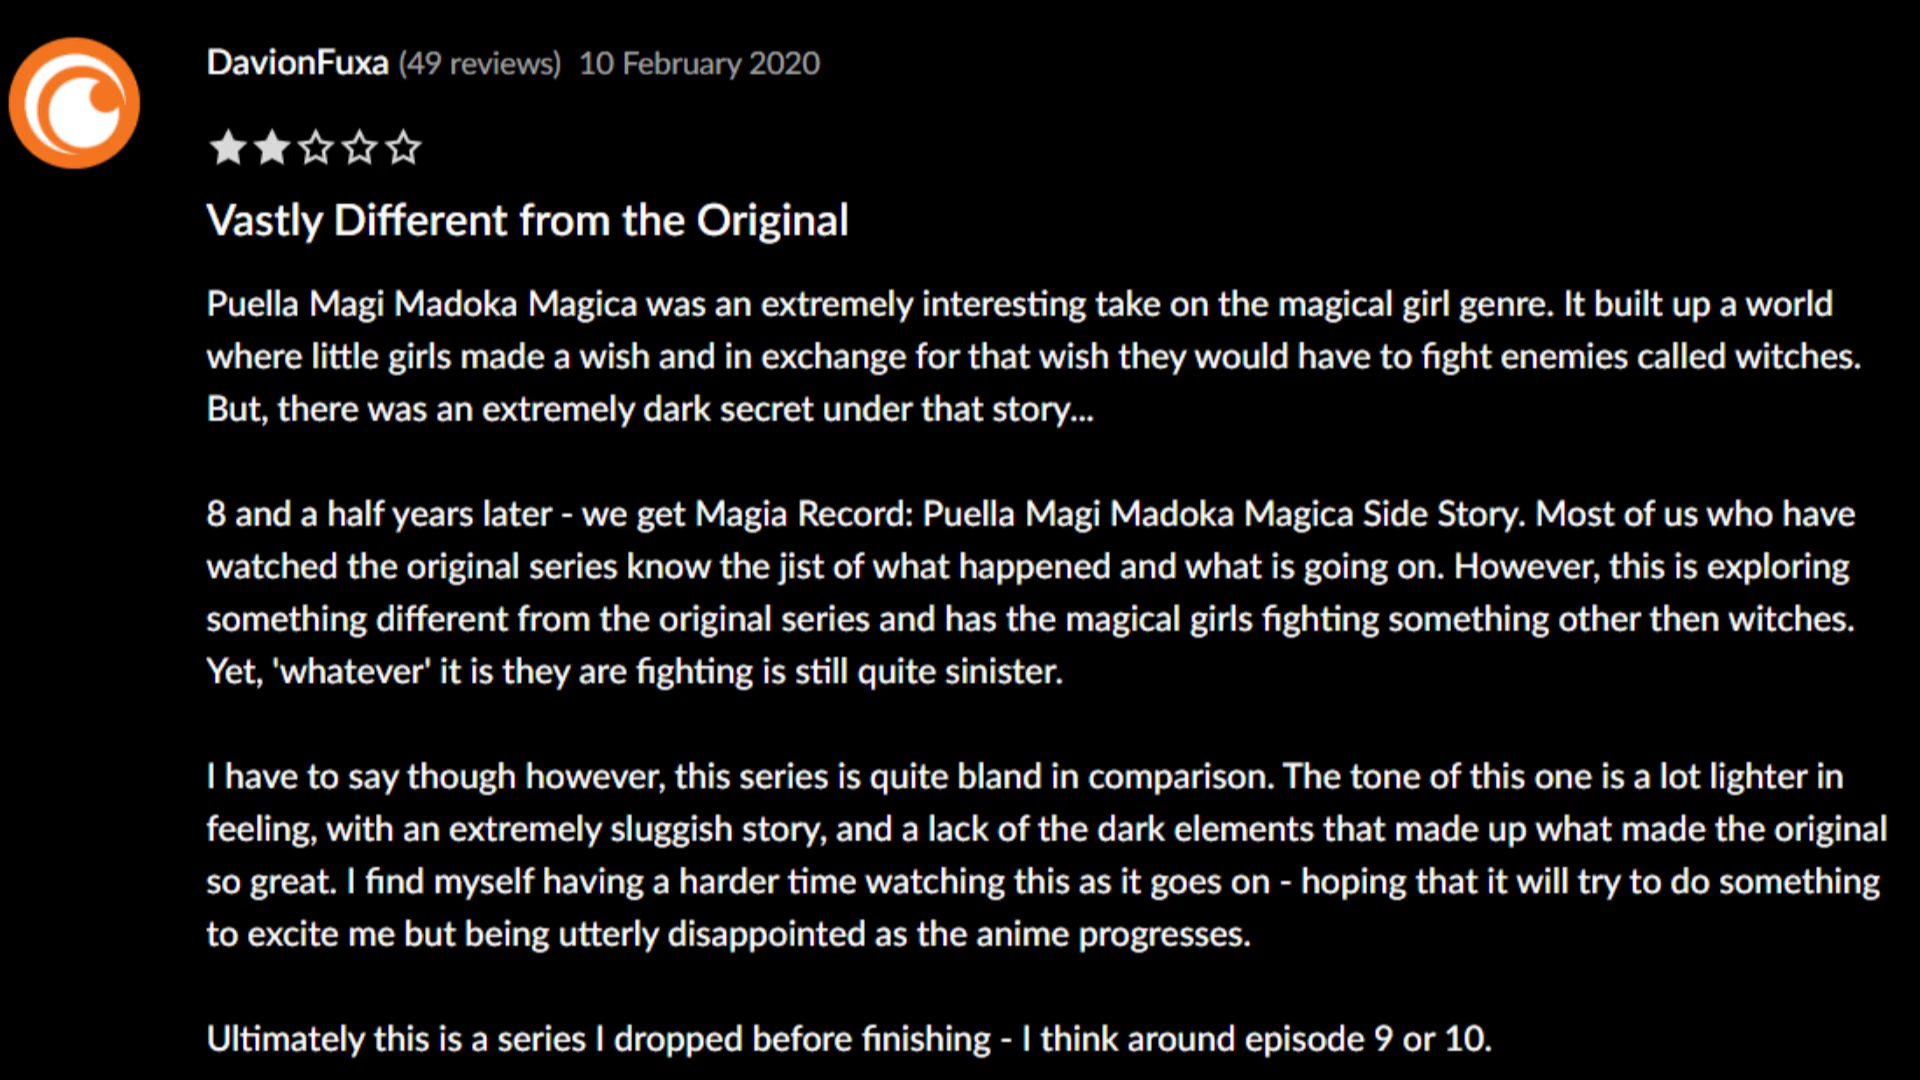 DavionFuxa (49 reviews) 10 February 2020
Vastly Different from the Original
Puella Magi Madoka Magica was an extremely interesting take on the magical girl genre. It built up a world
where little girls made a wish and in exchange for that wish they would have to fight enemies called witches.
But, there was an extremely dark secret under that story...
8 and a half years later - we get Magia Record: Puella Magi Madoka Magica Side Story. Most of us who have
watched the original series know the jist of what happened and what is going on. However, this is exploring
something different from the original series and has the magical girls fighting something other then witches.
Yet, 'whatever' it is they are fighting is still quite sinister.
I have to say though however, this series is quite bland in comparison. The tone of this one is a lot lighter in
feeling, with an extremely sluggish story, and a lack of the dark elements that made up what made the original
so great. I find myself having a harder time watching this as it goes on - hoping that it will try to do something
to excite me but being utterly disappointed as the anime progresses.
Ultimately this is a series I dropped before finishing - I think around episode 9 or 10.